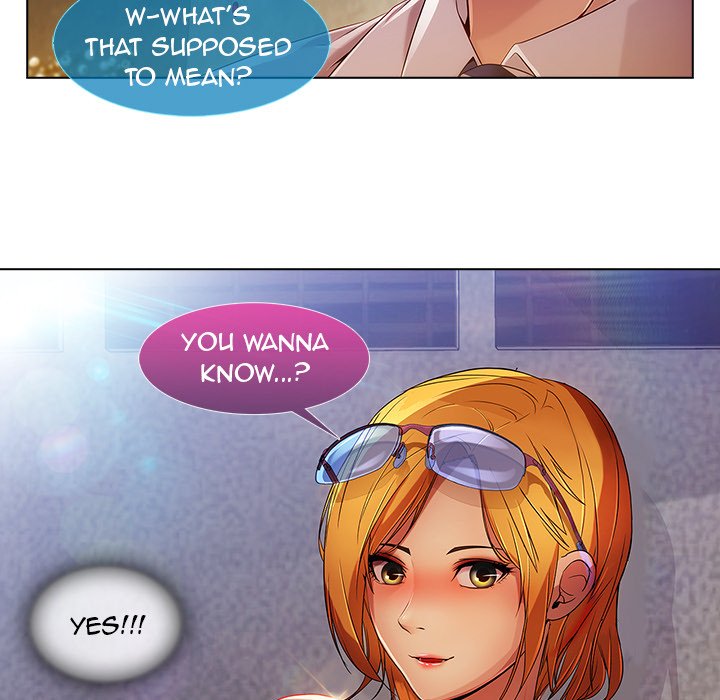 W-WHAT'S
THAT SUPPOSED
TO MEAN?
YOU WANNA
KNOW...?
YES!!!